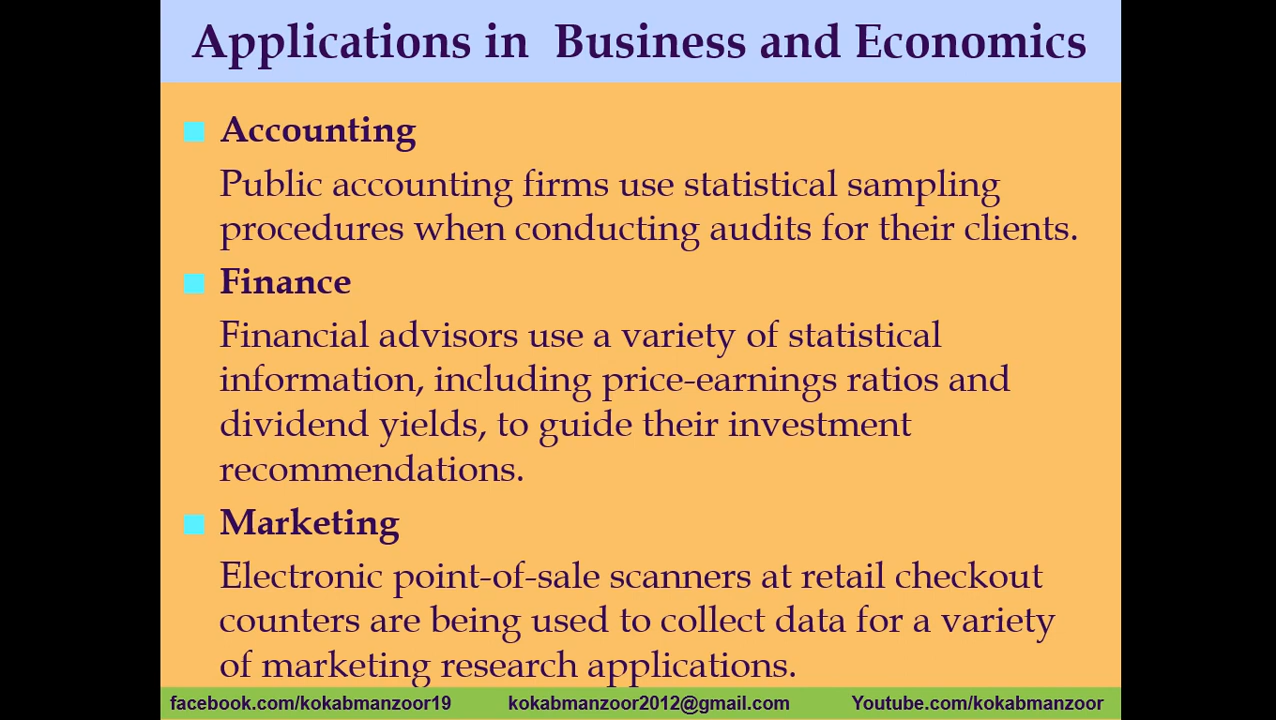 Applications in Business and Economics
Accounting
Public accounting firms use statistical sampling
procedures when conducting audits for their clients.
Finance
Financial advisors use a variety of statistical
information, including price-earnings ratios and
dividend yields, to guide their investment
recommendations.
Marketing
Electronic point-of-sale scanners at retail checkout
counters are being used to collect data for a variety
of marketing research applications.
facebook.com/kokabmanzoor19 kokabmanzoor2012@gmail.com Youtube.com/kokabmanzoor